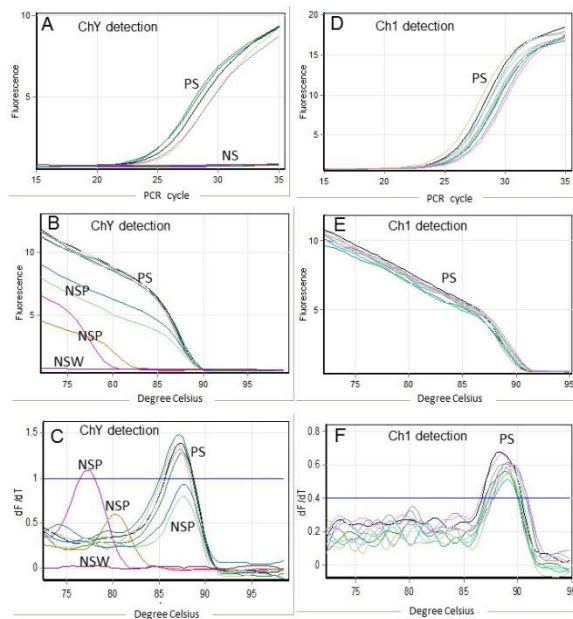 A
ChY detection
Fluorescence
10
5
PS
NS
15
20
25
30
35
PCR cycle
D
Ch1 detection
Fluorescence
20
15
10
5
PS
15
20
25
30
35
PCR cycle
B
ChY detection
Fluorescence
10
5
PS
NSP
NSP
NSW
75
80
85
90
95
Degree Celsius
E
Ch1 detection
Fluorescence
10
5
PS
75
80
85
90
95
Degree Celsius
C
ChY detection
dF /dT
1.5
1
0.5
0
NSP
PS
NSP
NSP
NSW
75
80
85
90
95
Degree Celsius
F
Ch1 detection
dF /dT
0.8
0.6
0.4
0.2
0
PS
75
80
85
90
95
Degree Celsius